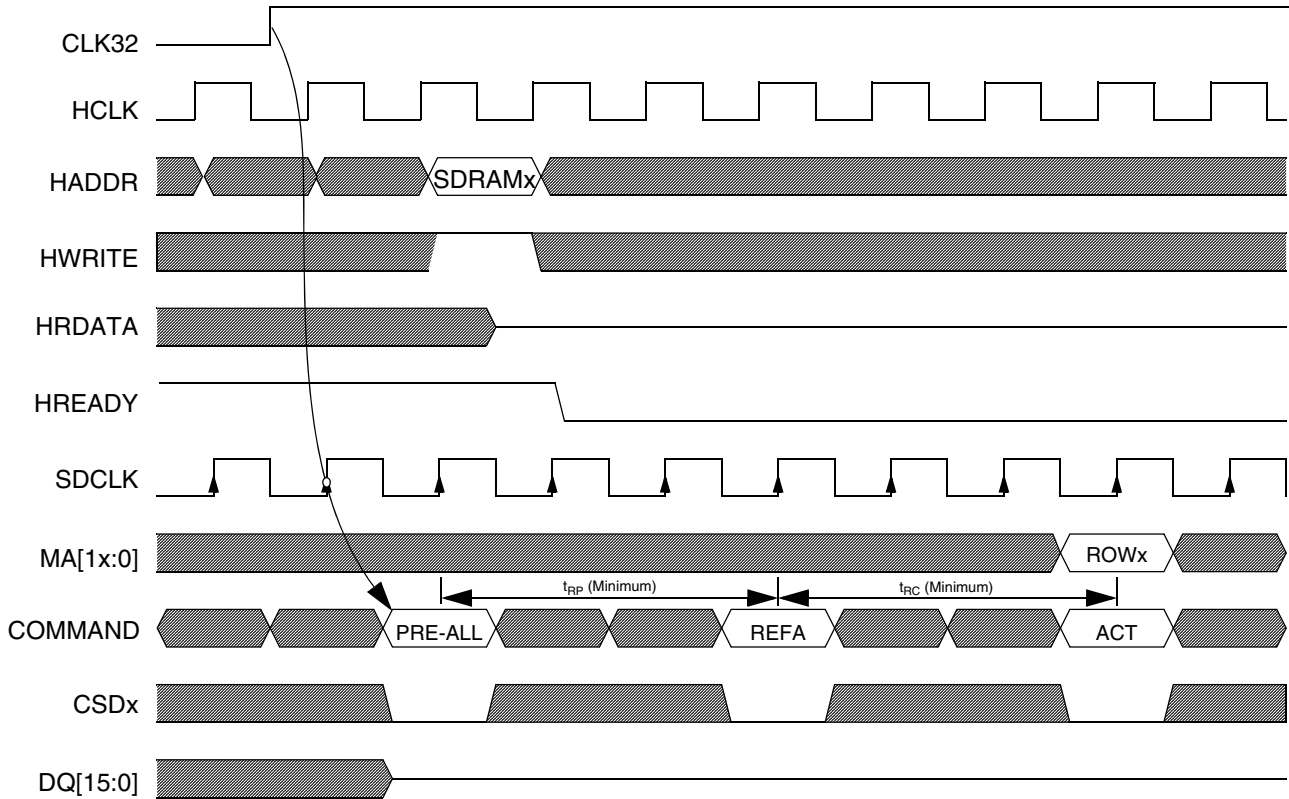 CLK32
HCLK
HADDR
SDRAMx
HWRITE
HRDATA
HREADY
SDCLK
MA[1x:0]
ROWx
tRP (Minimum)
tRC (Minimum)
COMMAND
PRE-ALL
REFA
ACT
CSDx
DQ[15:0]